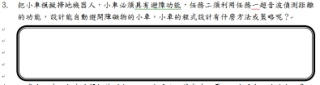 3. 把小車模擬掃地機器人，小車必須具有避障功能，任務二須利用超音波偵測距離
的功能，設計能自動避開障礙物的小車，小車的程式設計有什麼方法或策略呢？